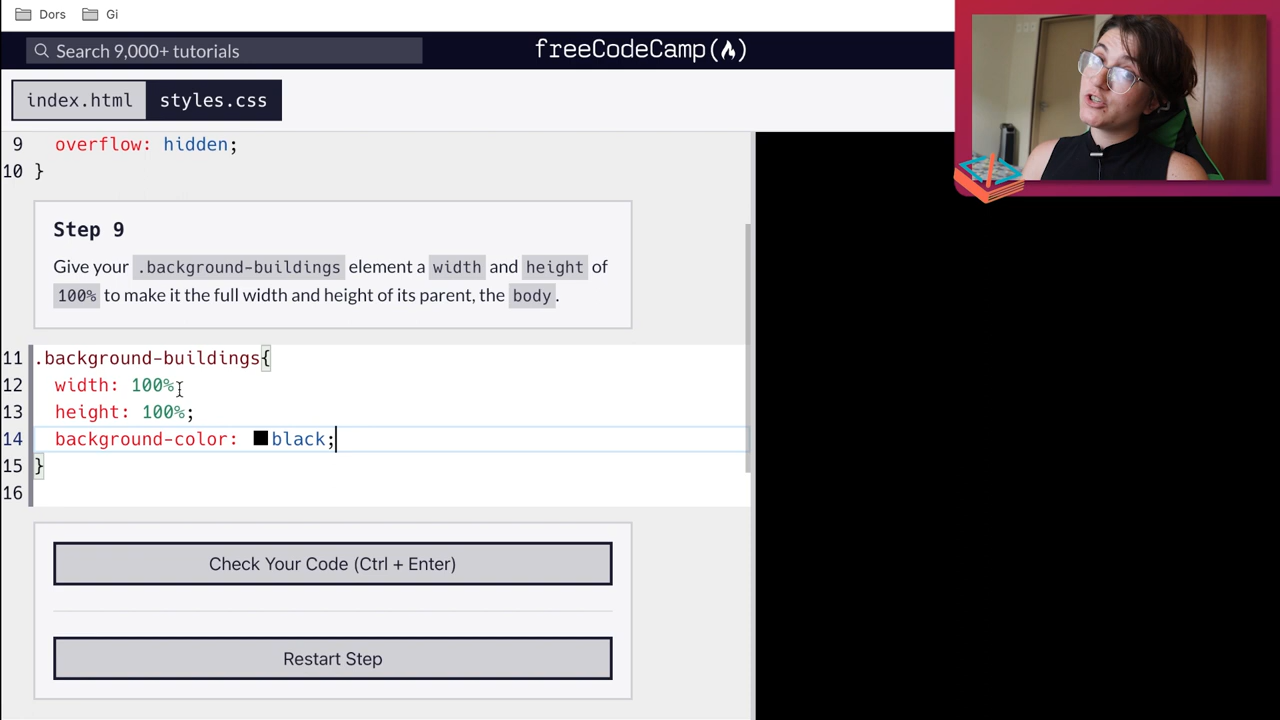 Dors Gi
Search 9,000+ tutorials
freeCodeCamp(🔥)
index.html styles.css
9 overflow: hidden;
10 }
Step 9
Give your .background-buildings element a width and height of
100% to make it the full width and height of its parent, the body.
11 .background-buildings{
12 width: 100%
13 height: 100%;
14 background-color: black;
15 }
16
Check Your Code (Ctrl + Enter)
Restart Step